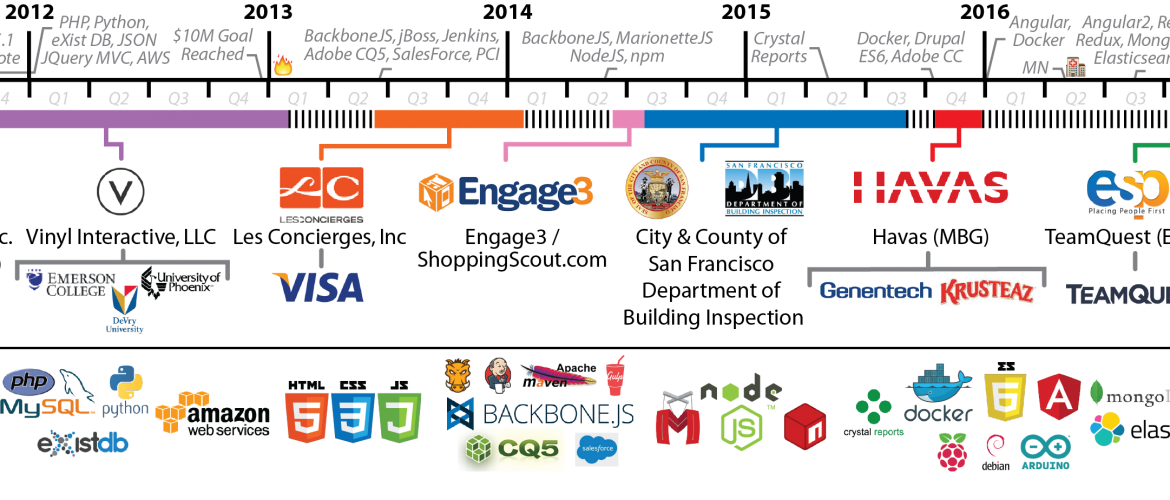 2012
2013
2014
2015
2016
PHP, Python,
eXist DB, JSON
JQuery MVC, AWS
$10M Goal
Reached
BackboneJS, jBoss, Jenkins,
Adobe CQ5, SalesForce, PCI
BackboneJS, MarionetteJS
NodeJS, npm
Crystal
Reports
Docker, Drupal
ES6, Adobe CC
Angular,
Docker
MN
Angular2, Re
Redux, Mong
Elasticsear
.1
ote
4 Q1 Q2 Q3 Q4 Q1 Q2 Q3 Q4 Q1 Q2 Q3 Q4 Q1 Q2 Q3 Q4 Q1 Q2 Q3
V
LC
LESCONCIERGES
Engage3
SAN FRANCISCO
DEPARTMENT OF
BUILDING INSPECTION
HAVAS
esp
Placing People First
c.
Vinyl Interactive, LLC
Les Concierges, Inc
Engage3 /
ShoppingScout.com
City & County of
San Francisco
Department of
Building Inspection
Havas (MBG)
TeamQuest (E
EMERSON
COLLEGE
DeVry
University
University of
Phoenix
VISA
Genentech
KRUSTEAZ
TEAMQUE
php
MySQL
python
eXistdb
amazon
web services
HTML
5
CSS
3
JS
Apache
maven
Gulp
BACKBONE.JS
CQ5
salesforce
node
JS
TM
crystal reports
docker
ES
6
A
debian
ARDUINO
mongo
elas